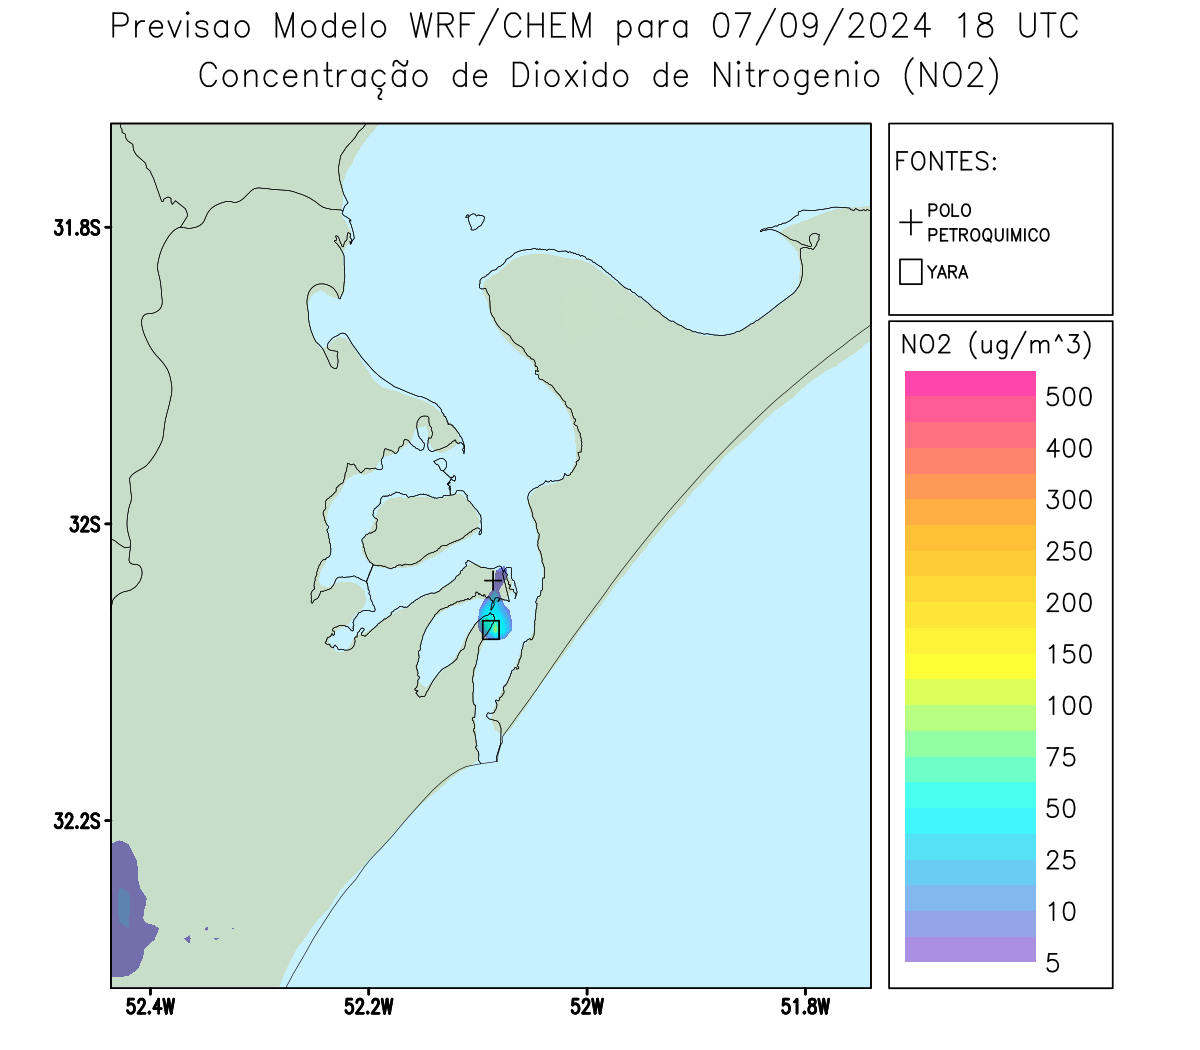 Previsao Modelo WRF/CHEM para 07/09/2024 18 UTC
Concentração de Dioxido de Nitrogenio (NO2)
FONTES:
POLO
PETROQUIMICO
YARA
31.8S
32S
32.2S
52.4W
52.2W
52W
51.8W
NO2 (ug/m^3)
500
400
300
250
200
150
100
75
50
25
10
5